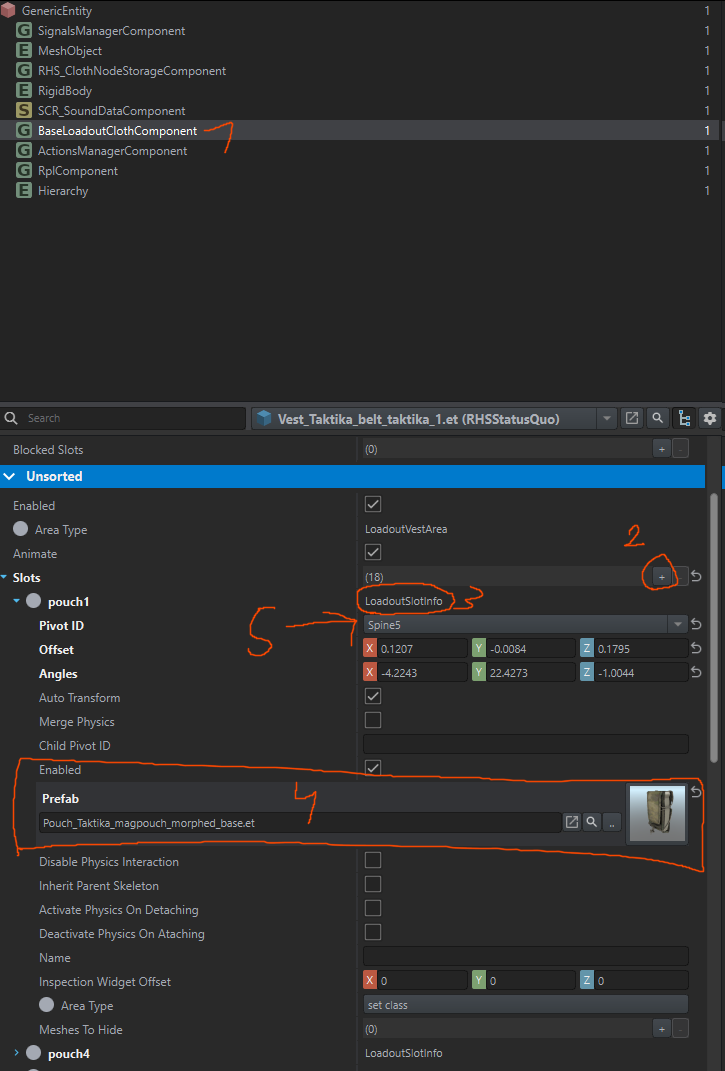 GenericEntity 1
SignalsManagerComponent 1
MeshObject 1
RHS_ClothNodeStorageComponent 1
RigidBody 1
SCR_SoundDataComponent 1
BaseLoadoutClothComponent 1 1
ActionsManagerComponent 1
RplComponent 1
Hierarchy 1
Search Vest_Taktika_belt_taktika_1.et (RHSStatusQuo)
Blocked Slots (0) + -
Unsorted
Enabled
Area Type LoadoutVestArea
Animate 2
Slots (18) + -
pouch1 LoadoutSlotInfo 3
5 Pivot ID Spine5
Offset X 0.1207 Y -0.0084 Z 0.1795
Angles X -4.2243 Y 22.4273 Z -1.0044
Auto Transform
Merge Physics
Child Pivot ID
Enabled
Prefab 4
Pouch_Taktika_magpouch_morphed_base.et ..
Disable Physics Interaction
Inherit Parent Skeleton
Activate Physics On Detaching
Deactivate Physics On Ataching
Name
Inspection Widget Offset X 0 Y 0 Z 0
Area Type set class
Meshes To Hide (0) + -
pouch4 LoadoutSlotInfo